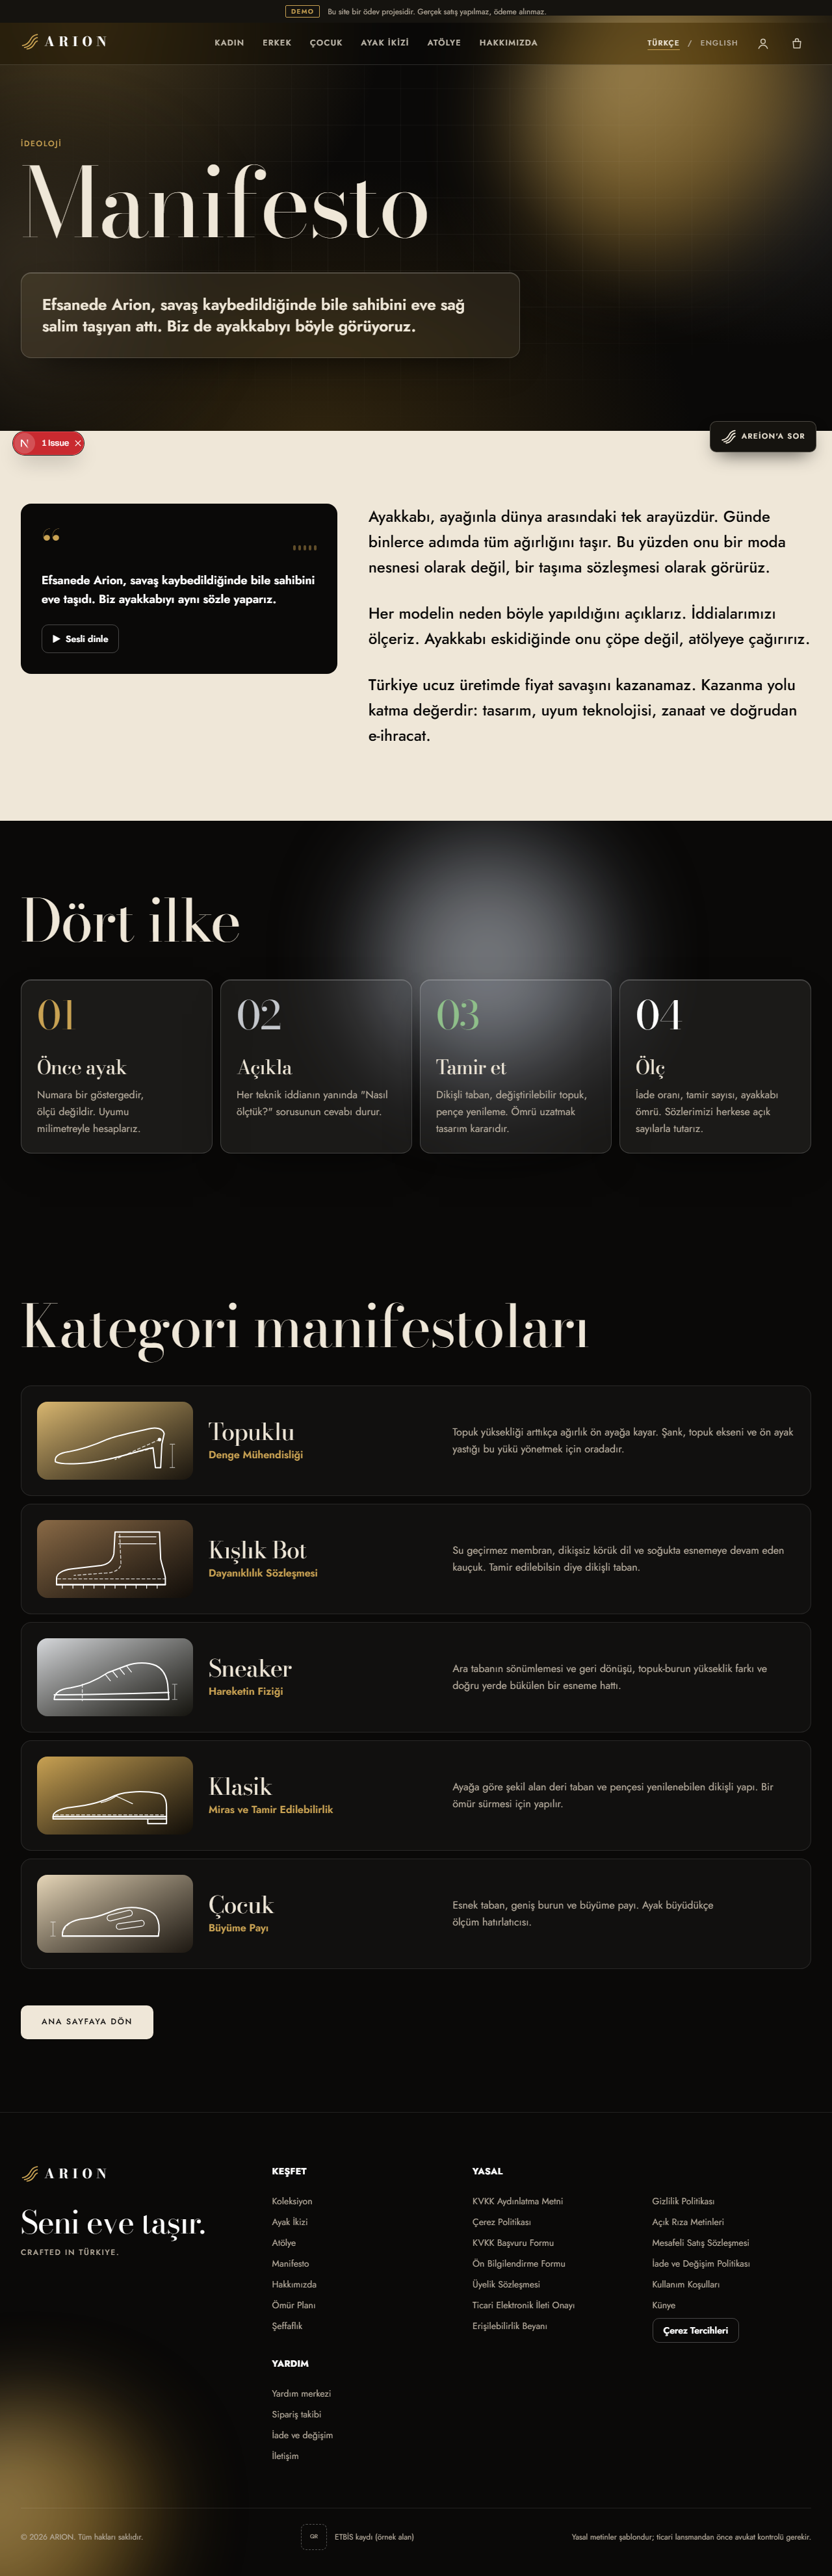 DEMO Bu site bir ödev projesidir. Gerçek satış yapılmaz, ödeme alınmaz.
ARION KADIN ERKEK ÇOCUK AYAK İKİZİ ATÖLYE HAKKIMIZDA TÜRKÇE / ENGLISH
İDEOLOJİ
Manifesto
Efsanede Arion, savaş kaybedildiğinde bile sahibini eve sağ
salim taşıyan attı. Biz de ayakkabıyı böyle görüyoruz.
N 1 Issue
AREİON'A SOR
“
Efsanede Arion, savaş kaybedildiğinde bile sahibini
eve taşıdı. Biz ayakkabıyı aynı sözle yaparız.
Sesli dinle
Ayakkabı, ayağınla dünya arasındaki tek arayüzdür. Günde
binlerce adımda tüm ağırlığını taşır. Bu yüzden onu bir moda
nesnesi olarak değil, bir taşıma sözleşmesi olarak görürüz.
Her modelin neden böyle yapıldığını açıklarız. İddialarımızı
ölçeriz. Ayakkabı eskidiğinde onu çöpe değil, atölyeye çağırırız.
Türkiye ucuz üretimde fiyat savaşını kazanamaz. Kazanma yolu
katma değerdir: tasarım, uyum teknolojisi, zanaat ve doğrudan
e-ihracat.
Dört ilke
01
Önce ayak
Numara bir göstergedir,
ölçü değildir. Uyumu
milimetreyle hesaplarız.
02
Açıkla
Her teknik iddianın yanında "Nasıl
ölçtük?" sorusunun cevabı durur.
03
Tamir et
Dikişli taban, değiştirilebilir topuk,
pençe yenileme. Ömrü uzatmak
tasarım kararıdır.
04
Ölç
İade oranı, tamir sayısı, ayakkabı
ömrü. Sözlerimizi herkese açık
sayılarla tutarız.
Kategori manifestoları
Topuklu
Denge Mühendisliği
Topuk yüksekliği arttıkça ağırlık ön ayağa kayar. Şank, topuk ekseni ve ön ayak
yastığı bu yükü yönetmek için oradadır.
Kışlık Bot
Dayanıklılık Sözleşmesi
Su geçirmez membran, dikişsiz körük dil ve soğukta esnemeye devam eden
kauçuk. Tamir edilebilsin diye dikişli taban.
Sneaker
Hareketin Fiziği
Ara tabanın sönümlemesi ve geri dönüşü, topuk-burun yükseklik farkı ve
doğru yerde bükülen bir esneme hattı.
Klasik
Miras ve Tamir Edilebilirlik
Ayağa göre şekil alan deri taban ve pençesi yenilenebilen dikişli yapı. Bir
ömür sürmesi için yapılır.
Çocuk
Büyüme Payı
Esnek taban, geniş burun ve büyüme payı. Ayak büyüdükçe
ölçüm hatırlatıcısı.
ANA SAYFAYA DÖN
ARION
Seni eve taşır.
CRAFTED IN TÜRKIYE.
KEŞFET
Koleksiyon
Ayak İkizi
Atölye
Manifesto
Hakkımızda
Ömür Planı
Şeffaflık
YARDIM
Yardım merkezi
Sipariş takibi
İade ve değişim
İletişim
YASAL
KVKK Aydınlatma Metni
Çerez Politikası
KVKK Başvuru Formu
Ön Bilgilendirme Formu
Üyelik Sözleşmesi
Ticari Elektronik İleti Onayı
Erişilebilirlik Beyanı
Gizlilik Politikası
Açık Rıza Metinleri
Mesafeli Satış Sözleşmesi
İade ve Değişim Politikası
Kullanım Koşulları
Künye
Çerez Tercihleri
© 2026 ARION. Tüm hakları saklıdır.
QR ETBİS kaydı (örnek alan)
Yasal metinler şablondur; ticari lansmandan önce avukat kontrolü gerekir.